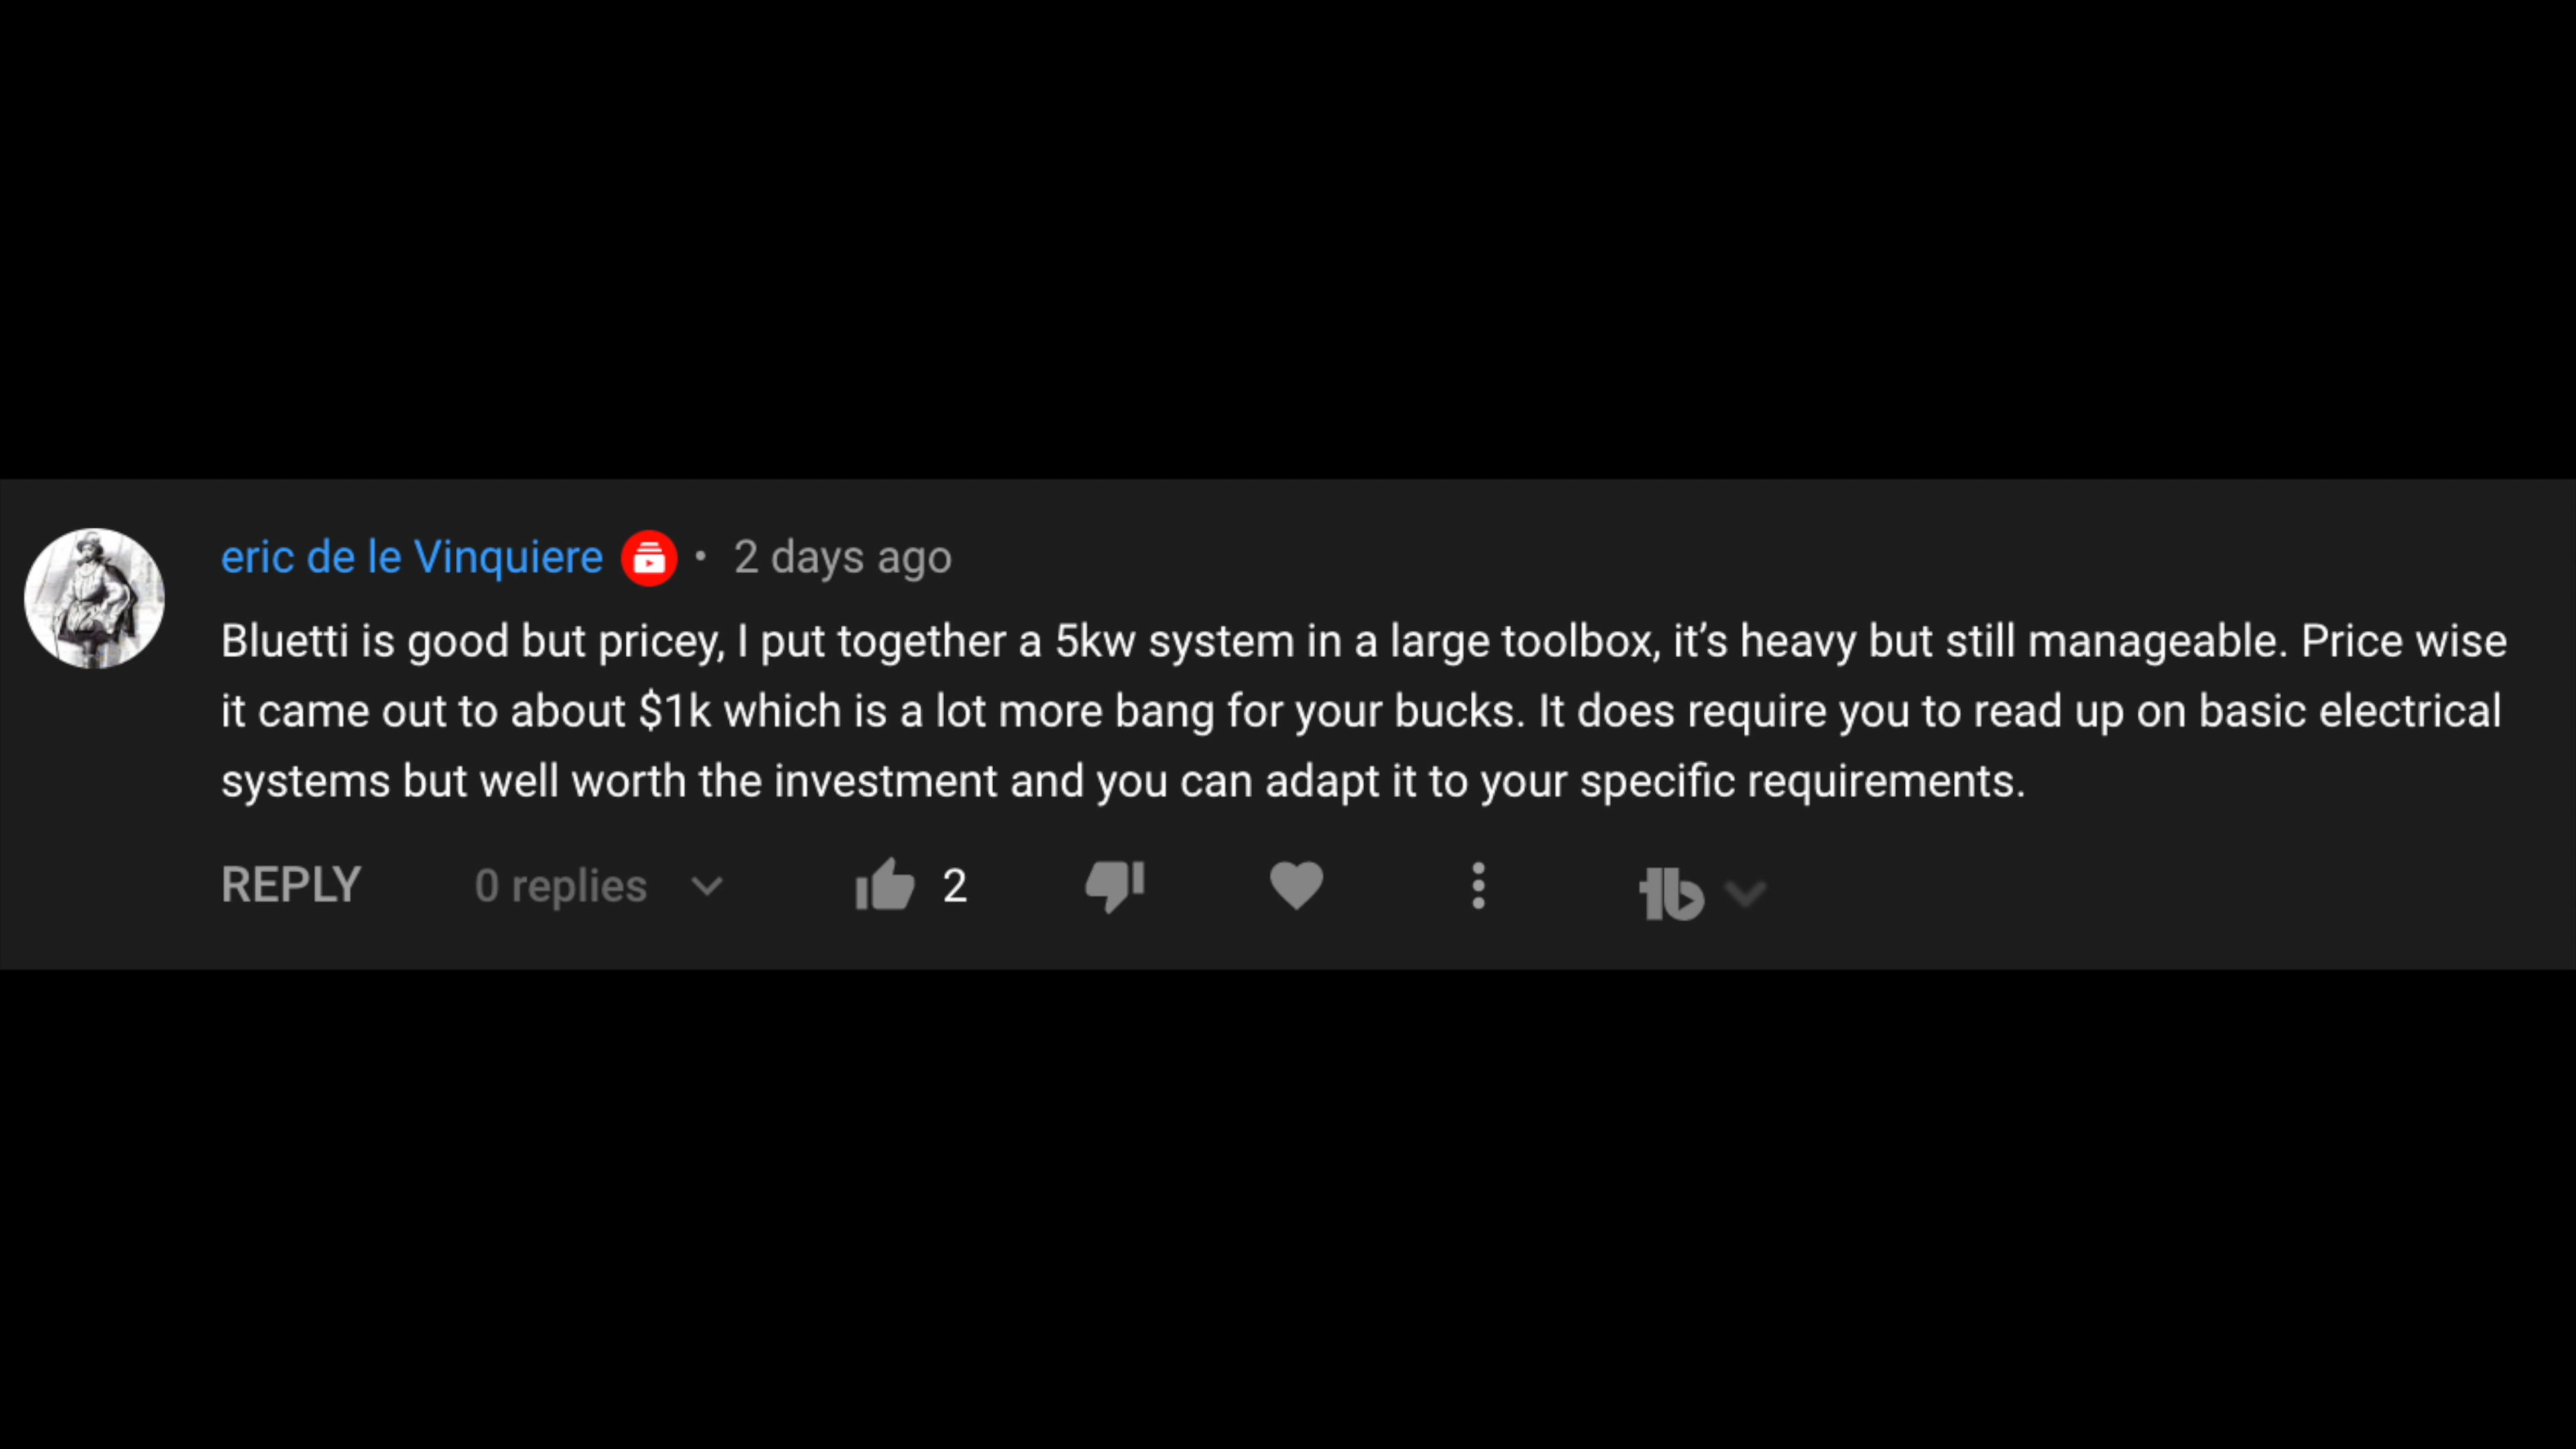 eric de le Vinquiere • 2 days ago
Bluetti is good but pricey, I put together a 5kw system in a large toolbox, it’s heavy but still manageable. Price wise
it came out to about $1k which is a lot more bang for your bucks. It does require you to read up on basic electrical
systems but well worth the investment and you can adapt it to your specific requirements.
REPLY 0 replies 2 tb